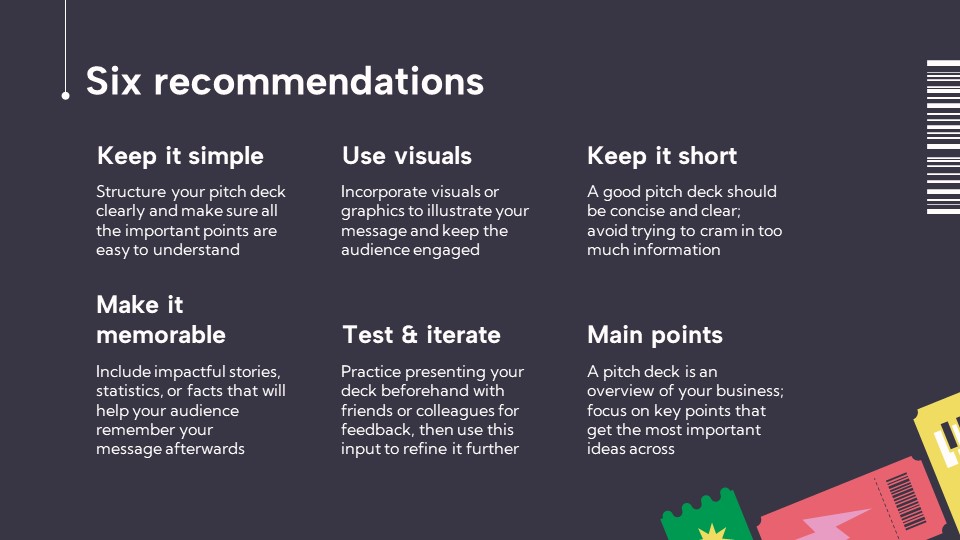 Six recommendations
Keep it simple
Structure your pitch deck
clearly and make sure all
the important points are
easy to understand
Use visuals
Incorporate visuals or
graphics to illustrate your
message and keep the
audience engaged
Keep it short
A good pitch deck should
be concise and clear;
avoid trying to cram in too
much information
Make it
memorable
Include impactful stories,
statistics, or facts that will
help your audience
remember your
message afterwards
Test & iterate
Practice presenting your
deck beforehand with
friends or colleagues for
feedback, then use this
input to refine it further
Main points
A pitch deck is an
overview of your business;
focus on key points that
get the most important
ideas across